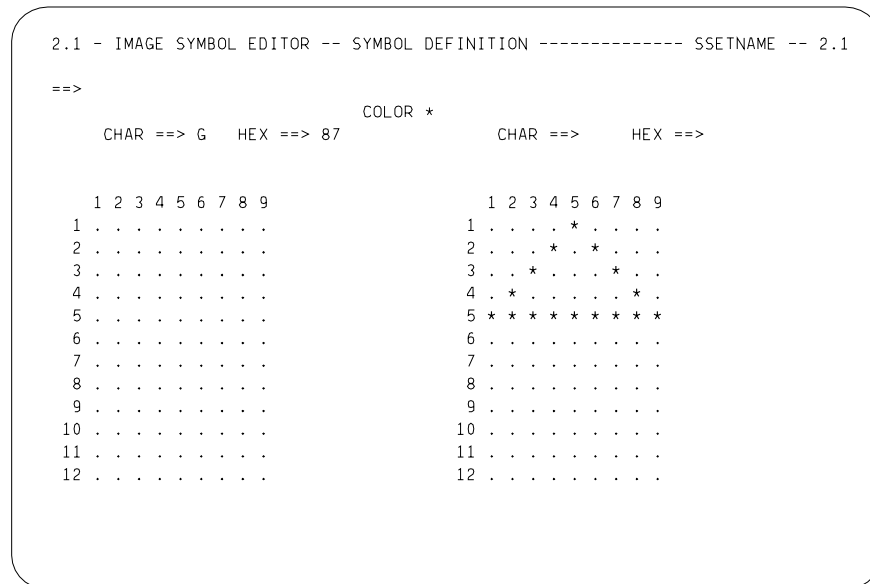 2.1 - IMAGE SYMBOL EDITOR -- SYMBOL DEFINITION -------------- SSETNAME -- 2.1
==>
COLOR *
CHAR ==> G   HEX ==> 87                 CHAR ==>      HEX ==>
1 2 3 4 5 6 7 8 9                     1 2 3 4 5 6 7 8 9
1 . . . . . . . . .                   1 . . . . * . . . .
2 . . . . . . . . .                   2 . . . * . * . . .
3 . . . . . . . . .                   3 . . * . . . * . .
4 . . . . . . . . .                   4 . * . . . . . * .
5 . . . . . . . . .                   5 * * * * * * * * *
6 . . . . . . . . .                   6 . . . . . . . . .
7 . . . . . . . . .                   7 . . . . . . . . .
8 . . . . . . . . .                   8 . . . . . . . . .
9 . . . . . . . . .                   9 . . . . . . . . .
10 . . . . . . . . .                  10 . . . . . . . . .
11 . . . . . . . . .                  11 . . . . . . . . .
12 . . . . . . . . .                  12 . . . . . . . . .